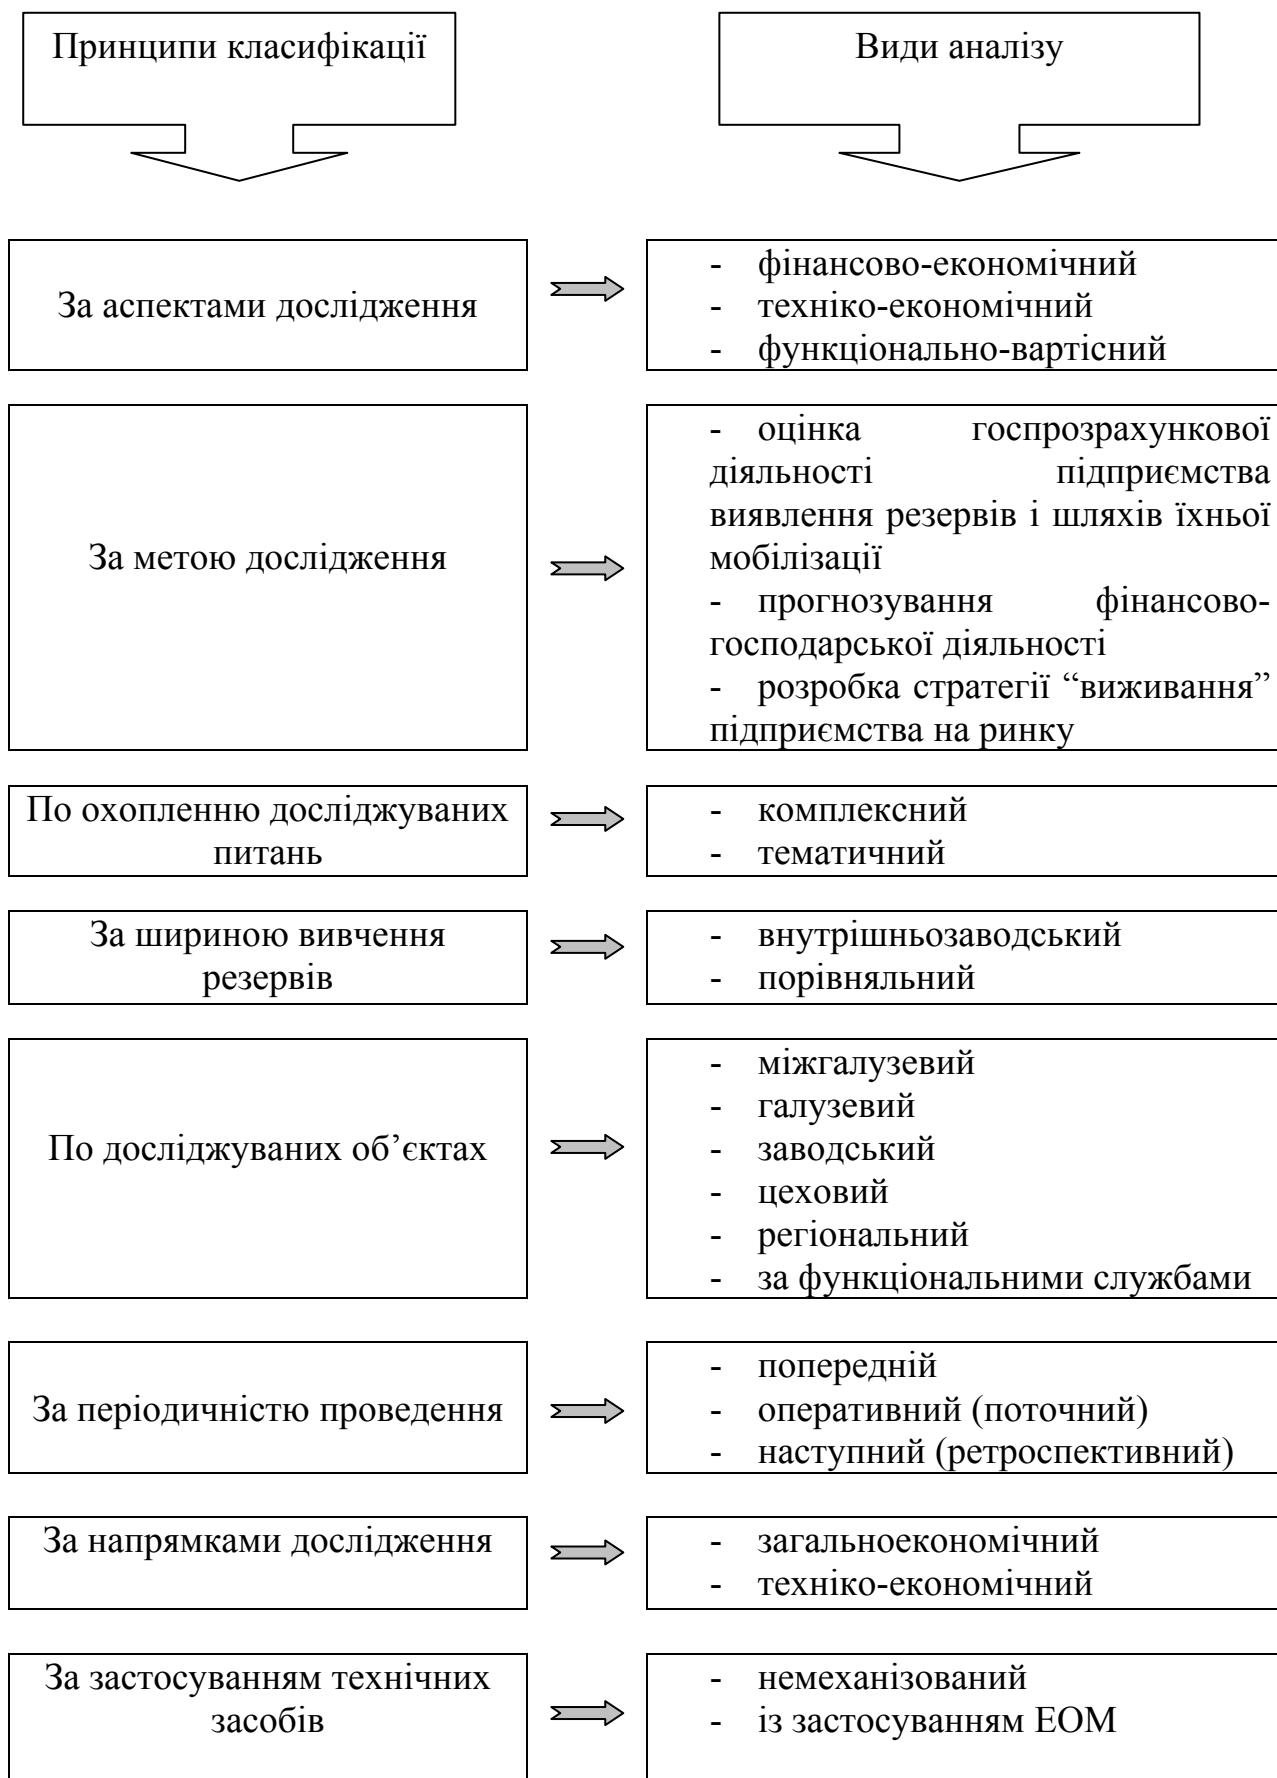 Принципи класифікації
Види аналізу
За аспектами дослідження
- фінансово-економічний
- техніко-економічний
- функціонально-вартісний
За метою дослідження
- оцінка госпрозрахункової
діяльності підприємства
виявлення резервів і шляхів їхньої
мобілізації
- прогнозування фінансово-
господарської діяльності
- розробка стратегії “виживання”
підприємства на ринку
По охопленню досліджуваних
питань
- комплексний
- тематичний
За шириною вивчення
резервів
- внутрішньозаводський
- порівняльний
По досліджуваних об’єктах
- міжгалузевий
- галузевий
- заводський
- цеховий
- регіональний
- за функціональними службами
За періодичністю проведення
- попередній
- оперативний (поточний)
- наступний (ретроспективний)
За напрямками дослідження
- загальноекономічний
- техніко-економічний
За застосуванням технічних
засобів
- немеханізований
- із застосуванням ЕОМ